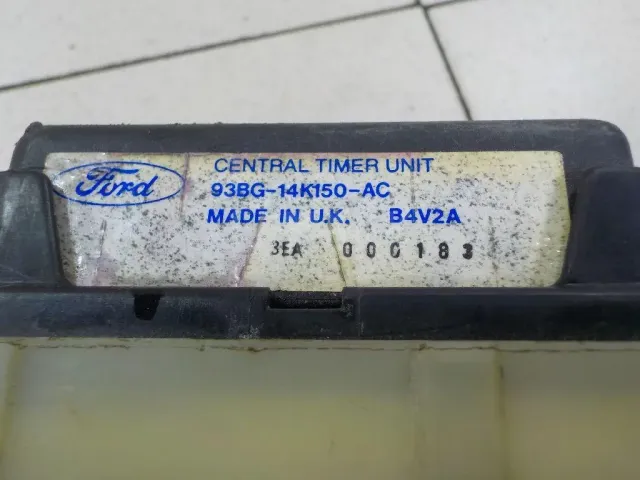 Ford
CENTRAL TIMER UNIT
93BG-14K150-AC
MADE IN U.K. B4V2A
3EA 000183